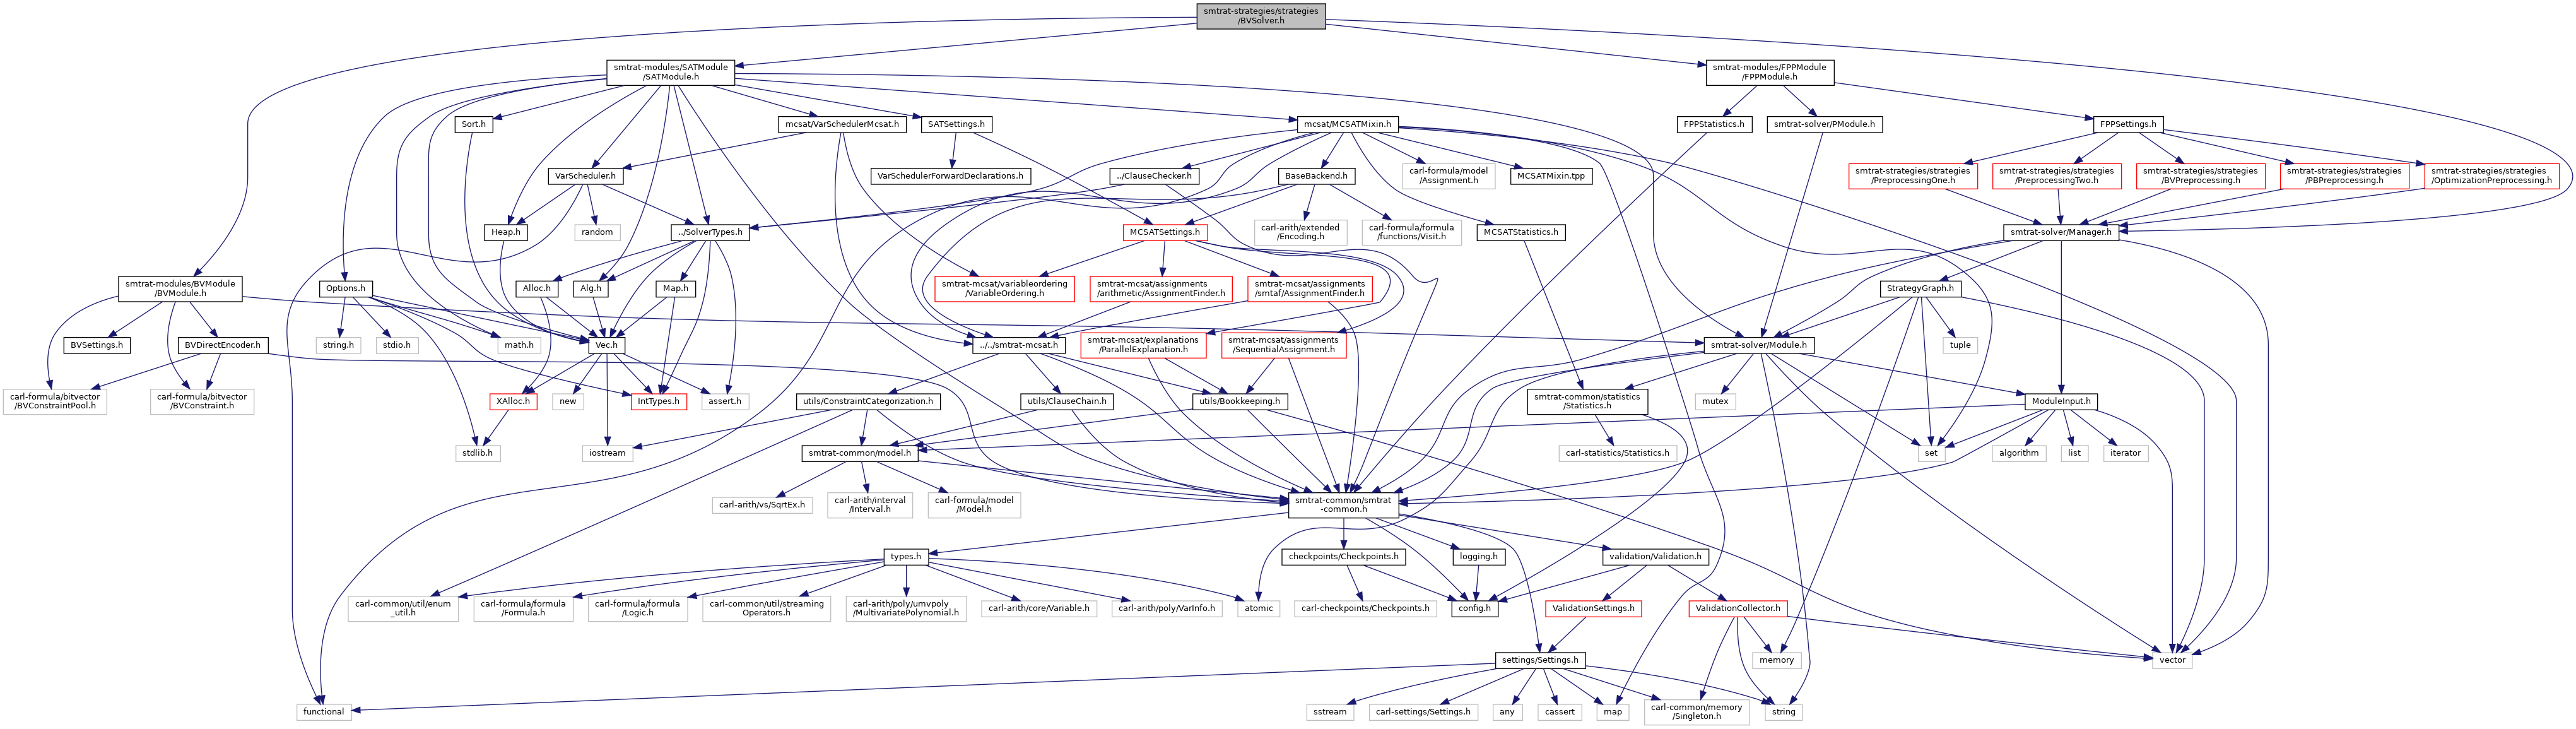 smtrat-strategies/strategies
/BVSolver.h
smtrat-modules/SATModule
/SATModule.h
smtrat-modules/FPPModule
/FPPModule.h
Sort.h
mcsat/VarSchedulerMcsat.h
SATSettings.h
mcsat/MCSATMixin.h
FPPStatistics.h
smtrat-solver/PModule.h
FPPSettings.h
VarScheduler.h
VarSchedulerForwardDeclarations.h
../ClauseChecker.h
BaseBackend.h
carl-formula/model
/Assignment.h
MCSATMixin.tpp
smtrat-strategies/strategies
/PreprocessingOne.h
smtrat-strategies/strategies
/PreprocessingTwo.h
smtrat-strategies/strategies
/BVPreprocessing.h
smtrat-strategies/strategies
/PBPreprocessing.h
smtrat-strategies/strategies
/OptimizationPreprocessing.h
Heap.h
random
../SolverTypes.h
MCSATSettings.h
carl-arith/extended
/Encoding.h
carl-formula/formula
/functions/Visit.h
MCSATStatistics.h
smtrat-solver/Manager.h
smtrat-modules/BVModule
/BVModule.h
Options.h
Alloc.h
Alg.h
Map.h
smtrat-mcsat/variableordering
/VariableOrdering.h
smtrat-mcsat/assignments
/arithmetic/AssignmentFinder.h
smtrat-mcsat/assignments
/smtaf/AssignmentFinder.h
StrategyGraph.h
BVSettings.h
BVDirectEncoder.h
string.h
stdio.h
math.h
Vec.h
../../smtrat-mcsat.h
smtrat-mcsat/explanations
/ParallelExplanation.h
smtrat-mcsat/assignments
/SequentialAssignment.h
smtrat-solver/Module.h
tuple
carl-formula/bitvector
/BVConstraintPool.h
carl-formula/bitvector
/BVConstraint.h
XAlloc.h
new
IntTypes.h
assert.h
utils/ConstraintCategorization.h
utils/ClauseChain.h
utils/Bookkeeping.h
smtrat-common/statistics
/Statistics.h
mutex
ModuleInput.h
stdlib.h
iostream
smtrat-common/model.h
carl-statistics/Statistics.h
set
algorithm
list
iterator
carl-arith/vs/SqrtEx.h
carl-arith/interval
/Interval.h
carl-formula/model
/Model.h
smtrat-common/smtrat
-common.h
types.h
checkpoints/Checkpoints.h
logging.h
validation/Validation.h
carl-common/util/enum
_util.h
carl-formula/formula
/Formula.h
carl-formula/formula
/Logic.h
carl-common/util/streaming
Operators.h
carl-arith/poly/umvpoly
/MultivariatePolynomial.h
carl-arith/core/Variable.h
carl-arith/poly/VarInfo.h
atomic
carl-checkpoints/Checkpoints.h
config.h
ValidationSettings.h
ValidationCollector.h
settings/Settings.h
memory
vector
functional
sstream
carl-settings/Settings.h
any
cassert
map
carl-common/memory
/Singleton.h
string